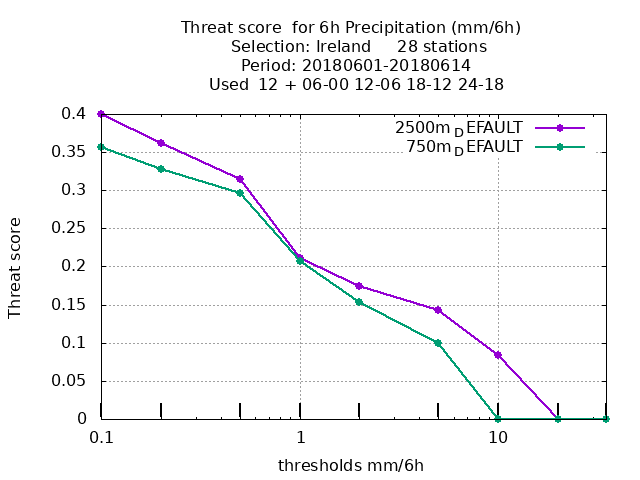 Threat score  for 6h Precipitation (mm/6h)
Selection: Ireland     28 stations
Period: 20180601-20180614
Used  12 + 06-00 12-06 18-12 24-18
2500m_DEFAULT
750m_DEFAULT
0.4
0.35
0.3
0.25
0.2
0.15
0.1
0.05
0
Threat score
0.1
1
10
thresholds mm/6h